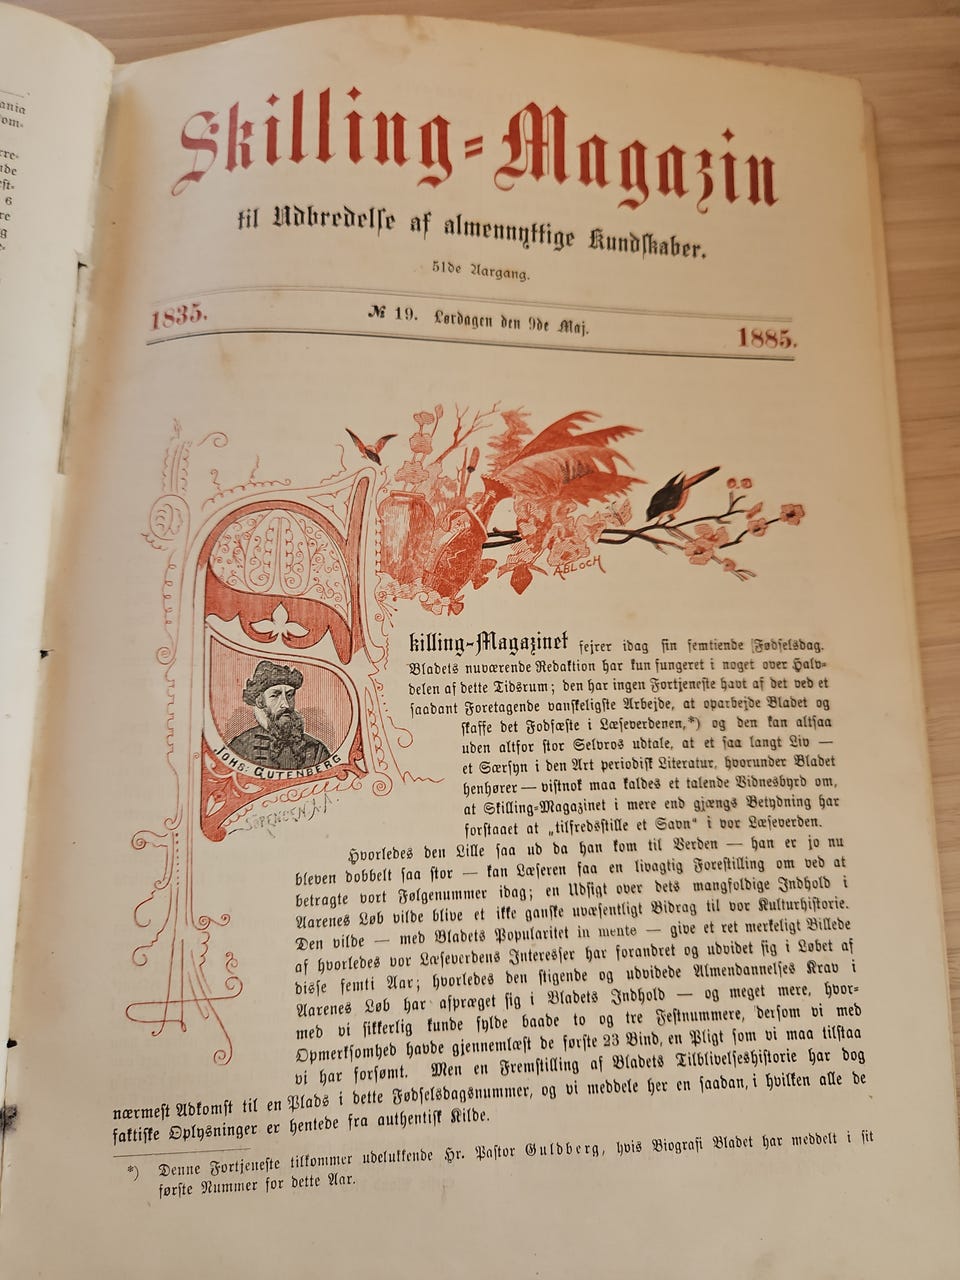 ania
om-
rre-
nde
eft-
6
re
g
e-
Skilling-Magazin
til Udbredelse af almennyttige Kundskaber.
51de Aargang.
1835.
№ 19. Lørdagen den 9de Maj.
1885.
A BLOCH
S
JOHS: GUTENBERG
SØRENSEN
killing-Magazinet fejrer idag sin femtiende Fødselsdag.
Bladets nuværende Redaktion har kun fungeret i noget over Halv-
delen af dette Tidsrum; den har ingen Fortjeneste havt af det ved et
saadant Foretagende vanskeligste Arbejde, at oparbejde Bladet og
skaffe det Fodfæste i Læseverdenen,*) og den kan altsaa
uden altfor stor Selvros udtale, at et saa langt Liv —
et Særsyn i den Art periodisk Literatur, hvorunder Bladet
henhører — vistnok maa kaldes et talende Vidnesbyrd om,
at Skilling-Magazinet i mere end gjængs Betydning har
forstaaet at „tilfredsstille et Savn“ i vor Læseverden.
Hvorledes den Lille saa ud da han kom til Verden — han er jo nu
bleven dobbelt saa stor — kan Læseren faa en livagtig Forestilling om ved at
betragte vort Følgenummer idag; en Udsigt over dets mangfoldige Indhold i
Aarenes Løb vilde blive et ikke ganske uvæsentligt Bidrag til vor Kulturhistorie.
Den vilde — med Bladets Popularitet in mente — give et ret merkeligt Billede
af hvorledes vor Læseverdens Interesser har forandret og udvidet sig i Løbet af
disse femti Aar; hvorledes den stigende og udvidede Almendannelses Krav i
Aarenes Løb har afpræget sig i Bladets Indhold — og meget mere, hvor-
med vi sikkerlig kunde fylde baade to og tre Festnummere, dersom vi med
Opmerksomhed havde gjennemlæst de første 23 Bind, en Pligt som vi maa tilstaa
vi har forsømt. Men en Fremstilling af Bladets Tilblivelseshistorie har dog
nærmest Adkomst til en Plads i dette Fødselsdagsnummer, og vi meddele her en saadan, i hvilken alle de
faktiske Oplysninger er hentede fra authentisk Kilde.
*) Denne Fortjeneste tilkommer udelukkende Hr. Pastor Guldberg, hvis Biografi Bladet har meddelt i sit
første Nummer for dette Aar.